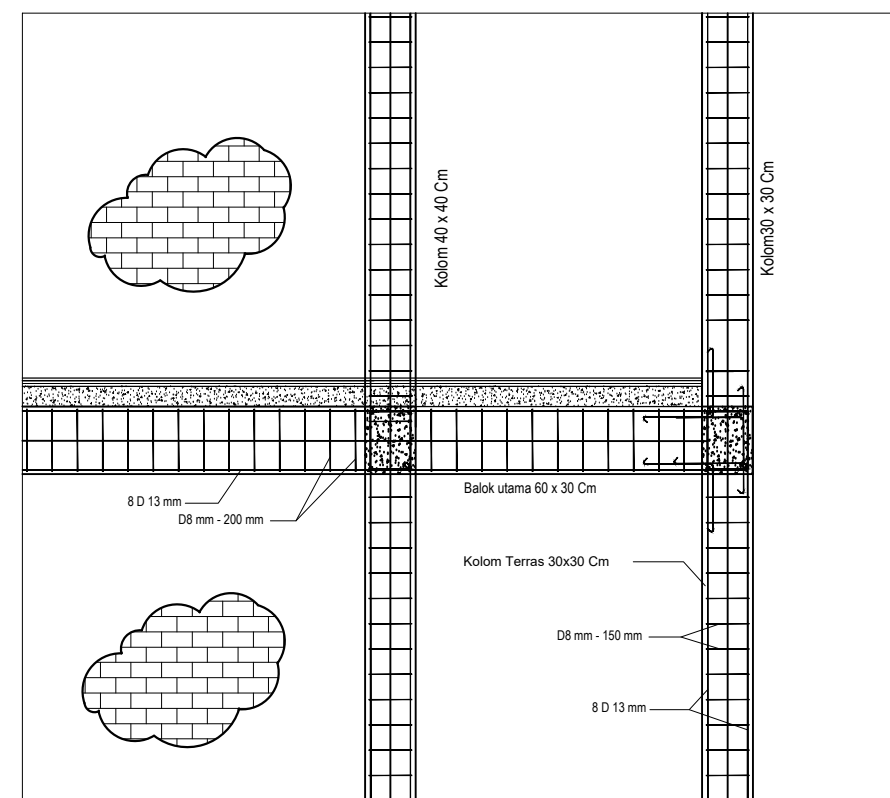 Kolom 40 x 40 Cm
Kolom30 x 30 Cm
8 D 13 mm
D8 mm - 200 mm
Balok utama 60 x 30 Cm
Kolom Terras 30x30 Cm
D8 mm - 150 mm
8 D 13 mm